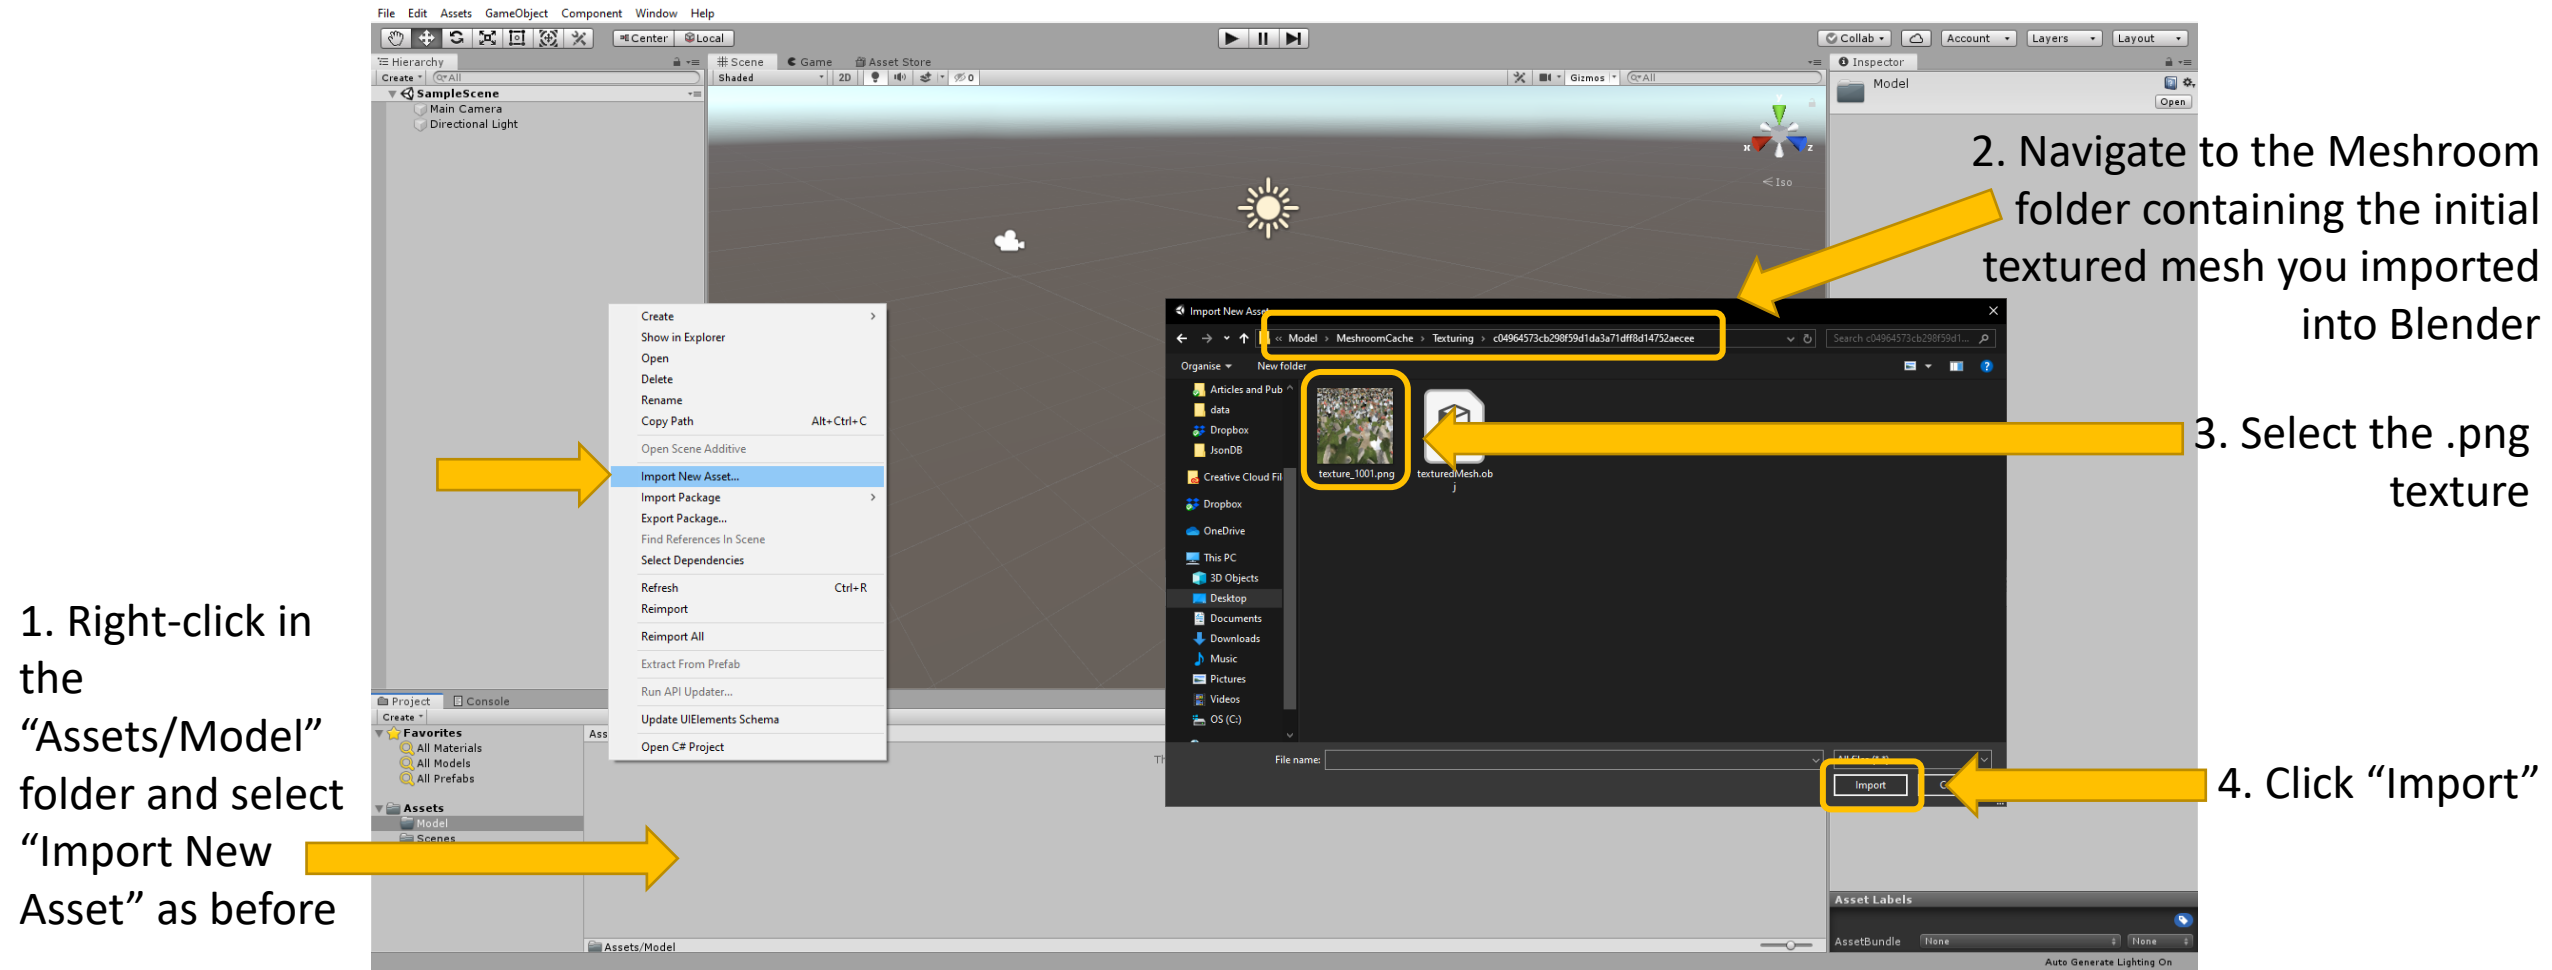 File Edit Assets GameObject Component Window Help
Center Local
Collab Account Layers Layout
Hierarchy
Create All
SampleScene
Main Camera
Directional Light
Scene Game Asset Store
Shaded 2D 0 Gizmos All
Y
x z
Iso
Inspector
Model
Open
2. Navigate to the Meshroom
folder containing the initial
textured mesh you imported
into Blender
3. Select the .png
texture
4. Click “Import”
1. Right-click in
the
“Assets/Model”
folder and select
“Import New
Asset” as before
Create
Show in Explorer
Open
Delete
Rename
Copy Path Alt+Ctrl+C
Open Scene Additive
Import New Asset...
Import Package
Export Package...
Find References In Scene
Select Dependencies
Refresh Ctrl+R
Reimport
Reimport All
Extract From Prefab
Run API Updater...
Update UIElements Schema
Open C# Project
Import New Asset
« Model › MeshroomCache › Texturing › c04964573cb298f59d1da3a71dff8d14752aecee
Search c04964573cb298f59d1...
Organise New folder
Articles and Pub
data
Dropbox
JsonDB
Creative Cloud Fil
Dropbox
OneDrive
This PC
3D Objects
Desktop
Documents
Downloads
Music
Pictures
Videos
OS (C:)
texture_1001.png
texturedMesh.ob
j
File name:
Import
Project Console
Create
Favorites
All Materials
All Models
All Prefabs
Assets
Model
Scenes
Ass
Th
Assets/Model
Asset Labels
AssetBundle None None
Auto Generate Lighting On